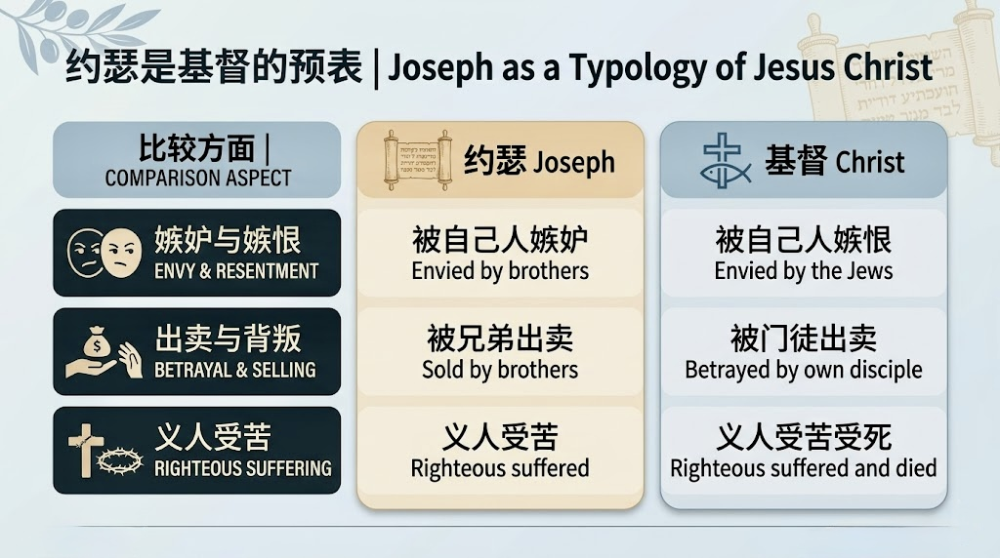 约瑟是基督的预表 | Joseph as a Typology of Jesus Christ
比较方面 |
COMPARISON ASPECT
约瑟 Joseph
基督 Christ
嫉妒与嫉恨
ENVY & RESENTMENT
被自己人嫉妒
Envied by brothers
被自己人嫉恨
Envied by the Jews
出卖与背叛
BETRAYAL & SELLING
被兄弟出卖
Sold by brothers
被门徒出卖
Betrayed by own disciple
义人受苦
RIGHTEOUS SUFFERING
义人受苦
Righteous suffered
义人受苦受死
Righteous suffered and died